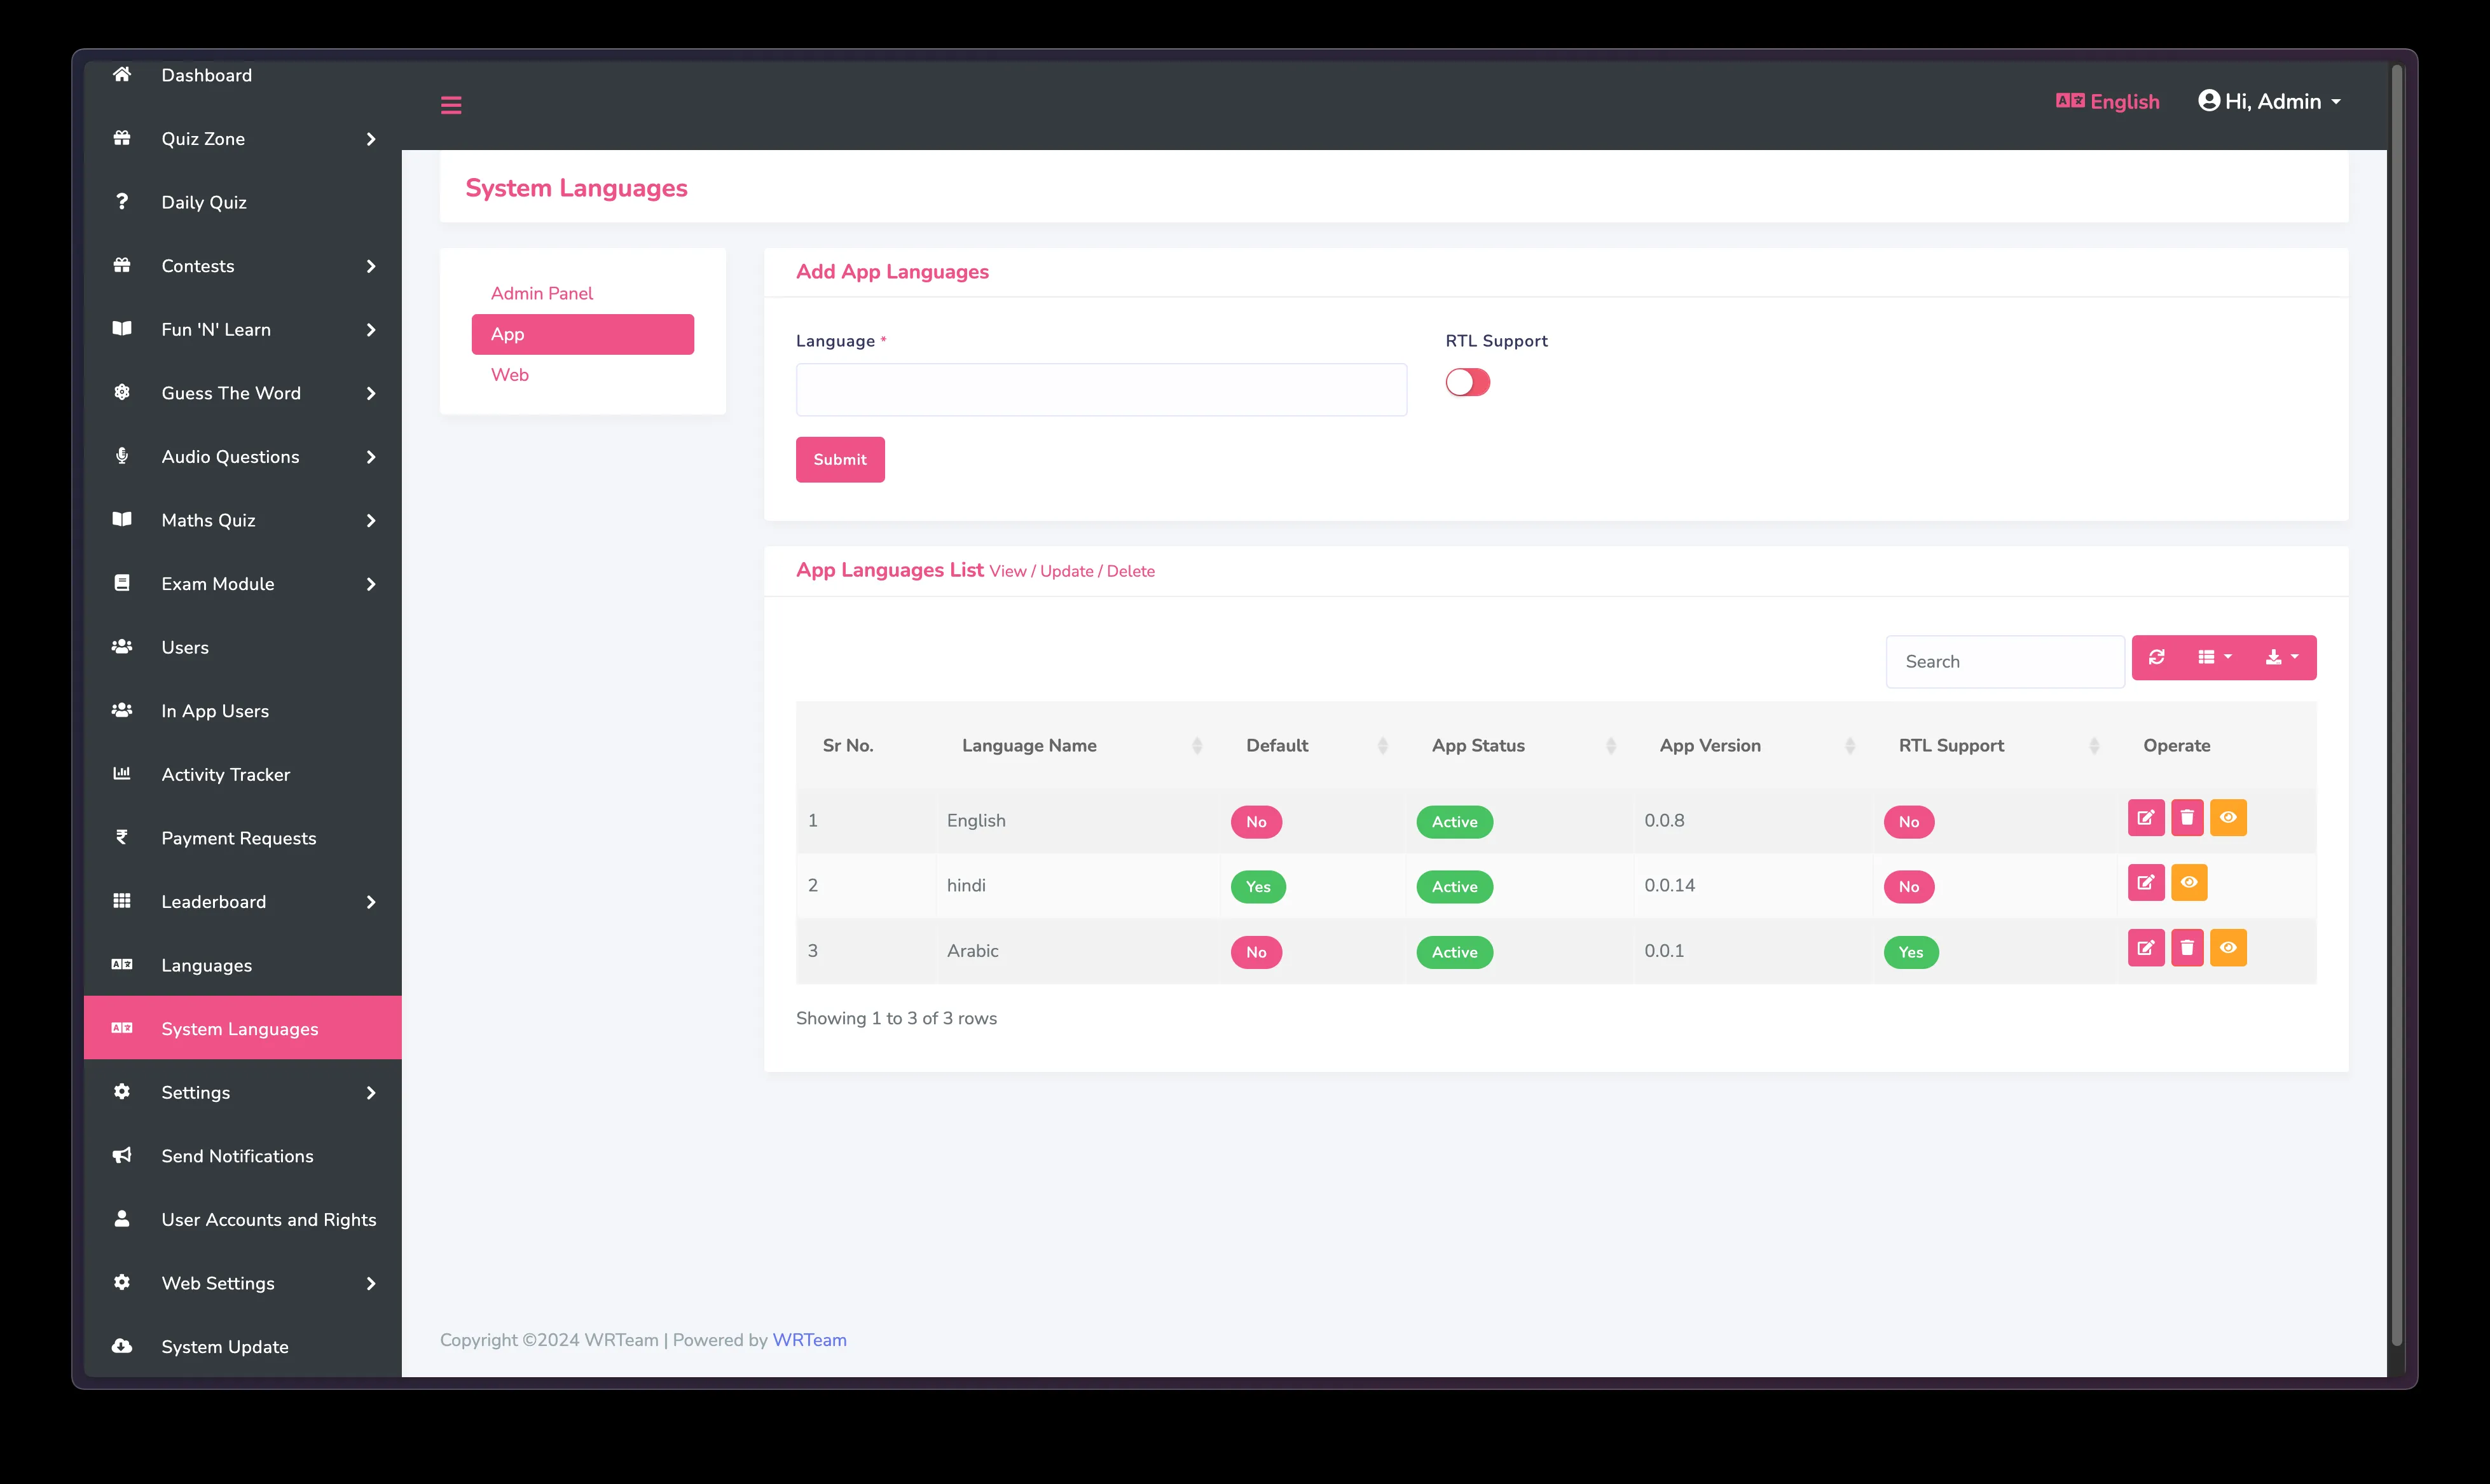 Dashboard
Quiz Zone
Daily Quiz
Contests
Fun 'N' Learn
Guess The Word
Audio Questions
Maths Quiz
Exam Module
Users
In App Users
Activity Tracker
Payment Requests
Leaderboard
Languages
System Languages
Settings
Send Notifications
User Accounts and Rights
Web Settings
System Update
English
Hi, Admin
System Languages
Admin Panel
App
Web
Add App Languages
Language *
RTL Support
Submit
App Languages List View / Update / Delete
Search
Sr No. Language Name Default App Status App Version RTL Support Operate
1 English No Active 0.0.8 No
2 hindi Yes Active 0.0.14 No
3 Arabic No Active 0.0.1 Yes
Showing 1 to 3 of 3 rows
Copyright ©2024 WRTeam | Powered by WRTeam